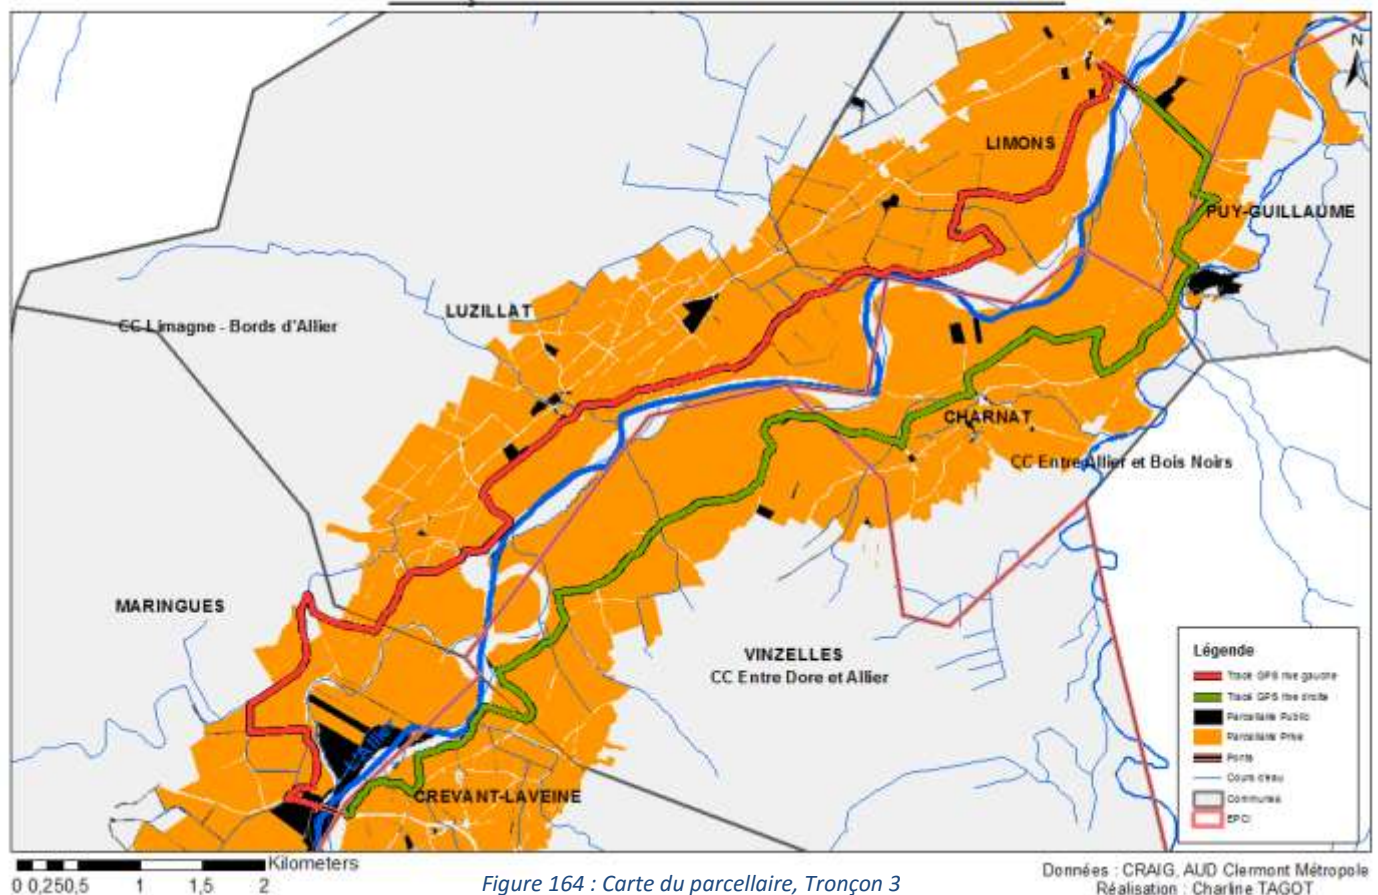 N
LIMONS
PUY-GUILLAUME
LUZILLAT
CC Limagne - Bords d'Allier
CHARNAT
CC Entre Allier et Bois Noirs
MARINGUES
VINZELLES
CC Entre Dore et Allier
L'Allier
CREVANT-LAVEINE
Légende
Tracé GPS rive gauche
Tracé GPS rive droite
Parcellaire Public
Parcellaire Privé
Ponts
Cours d'eau
Communes
EPCI
Kilometers
0 0,250,5 1 1,5 2
Figure 164 : Carte du parcellaire, Tronçon 3
Données : CRAIG, AUD Clermont Métropole
Réalisation : Charline TAGOT